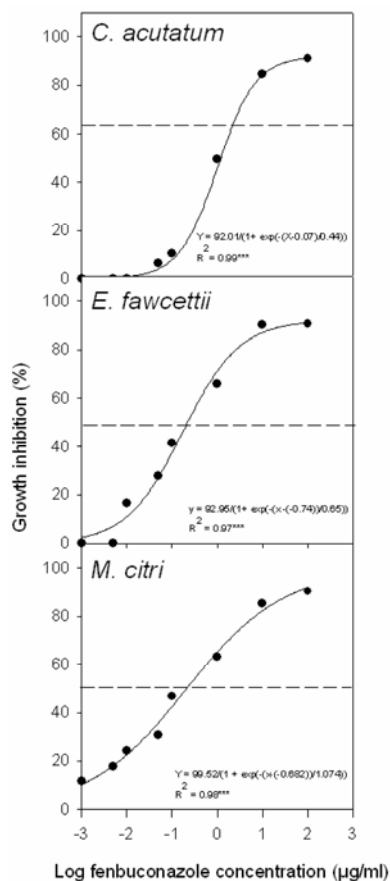 C. acutatum
100
80
60
40
20
0
Y = 92.01/(1+ exp(-(X-0.07)/0.44))
R² = 0.99***
E. fawcettii
100
80
60
40
20
0
y = 92.95/(1+ exp(-(x-(-0.74))/0.65))
R² = 0.97***
Growth inhibition (%)
M. citri
100
80
60
40
20
0
Y = 99.52/(1 + exp(-(x-(-0.682))/1.074))
R² = 0.98***
-3 -2 -1 0 1 2 3
Log fenbuconazole concentration (µg/ml)